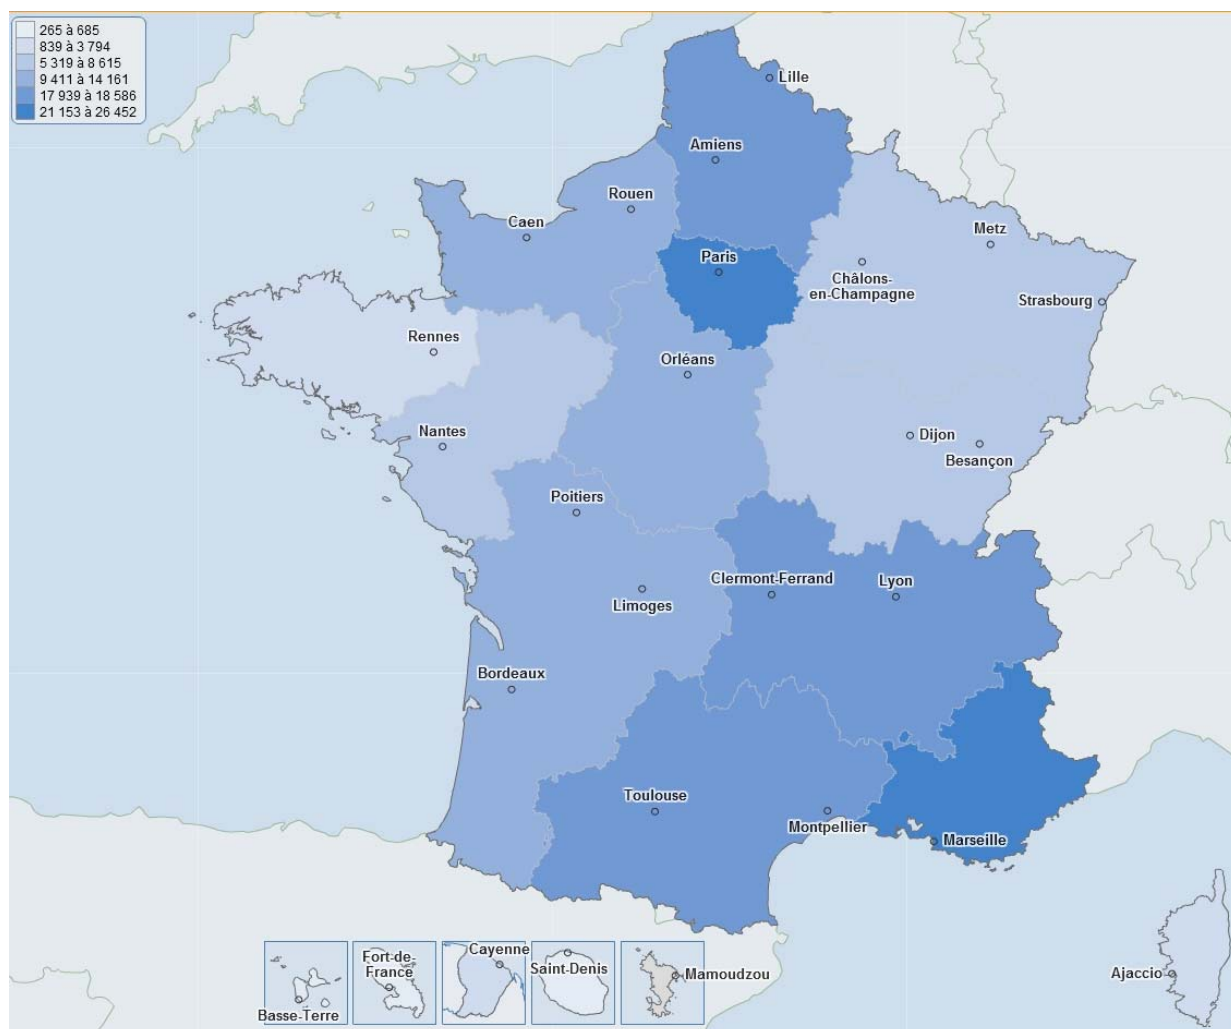 265 à 685
839 à 3 794
5 319 à 8 615
9 411 à 14 161
17 939 à 18 586
21 153 à 26 452
Lille
Amiens
Rouen
Caen
Metz
Paris
Châlons-
en-Champagne
Strasbourg
Rennes
Orléans
Nantes
Dijon
Besançon
Poitiers
Clermont-Ferrand
Lyon
Limoges
Bordeaux
Toulouse
Montpellier
Marseille
Ajaccio
Basse-Terre
Fort-de-
France
Cayenne
Saint-Denis
Mamoudzou